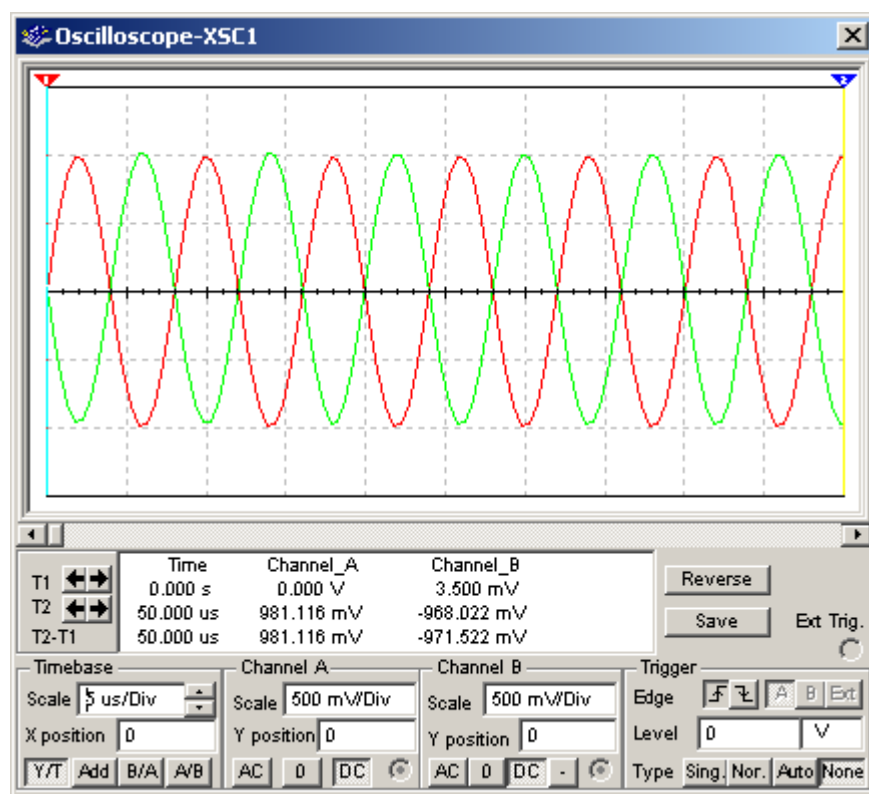 Oscilloscope-XSC1
1 2
Time Channel_A Channel_B
T1 0.000 s 0.000 V 3.500 mV
T2 50.000 us 981.116 mV -968.022 mV
T2-T1 50.000 us 981.116 mV -971.522 mV
Reverse
Save
Ext Trig.
Timebase
Scale 5 us/Div
X position 0
Y/T Add B/A A/B
Channel A
Scale 500 mV/Div
Y position 0
AC 0 DC
Channel B
Scale 500 mV/Div
Y position 0
AC 0 DC -
Trigger
Edge A B Ext
Level 0 V
Type Sing. Nor. Auto None